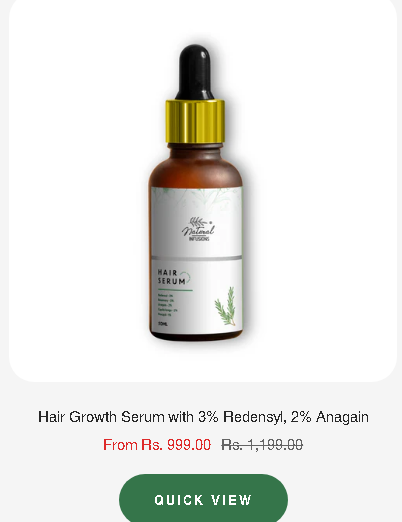 Natural
INFUSIONS
HAIR
SERUM
Hair Growth Serum with 3% Redensyl, 2% Anagain
From Rs. 999.00 Rs. 1,199.00
QUICK VIEW